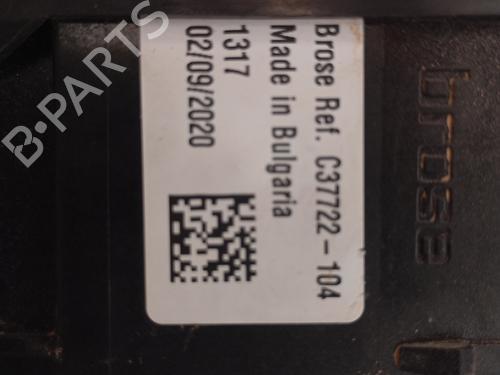 Brose Ref. C37722-104
Made in Bulgaria
1317
02/09/2020
brose
B-PARTS